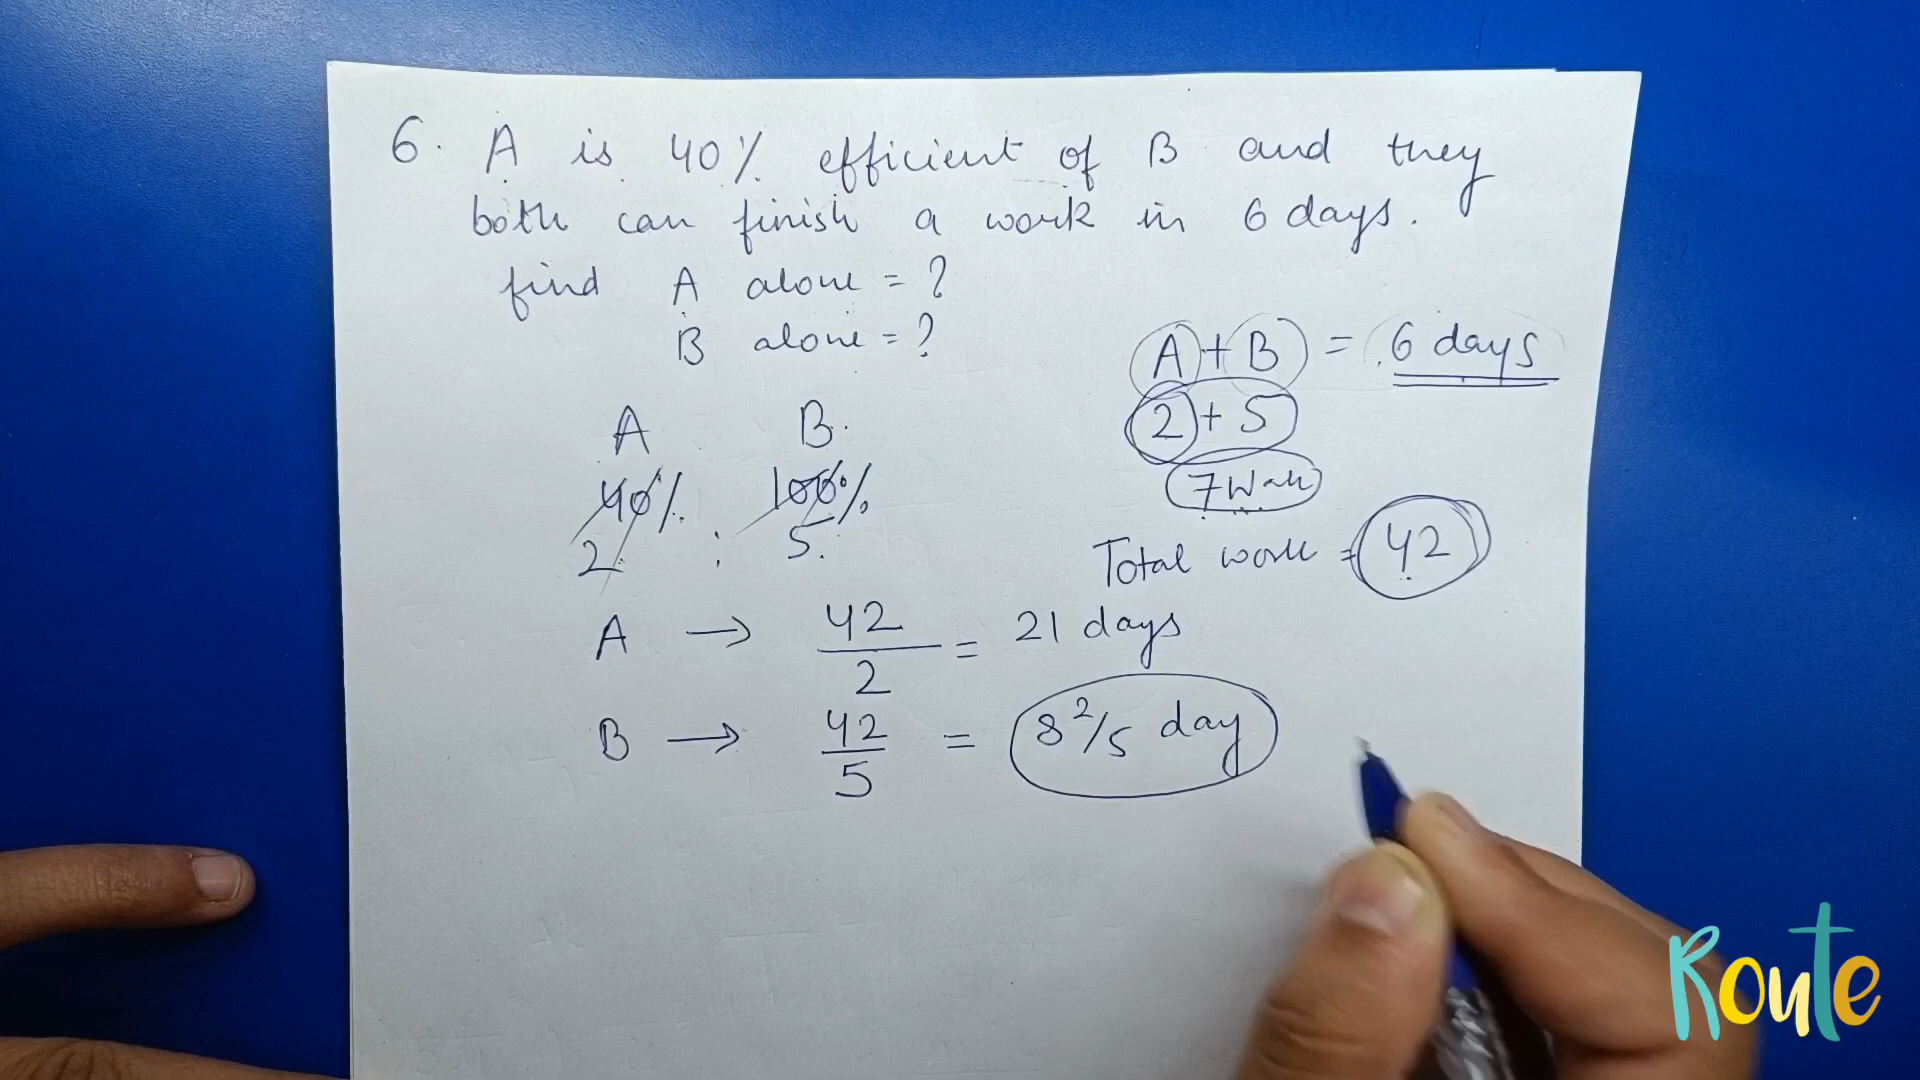 6. A is 40% efficient of B and they
both can finish a work in 6 days.
find A alone = ?
B alone = ?
A + B = 6 days
2 + 5
7
Total work = 42
A B.
40% 100%
2 : 5.
A → 42/2 = 21 days
B → 42/5 = 8 2/5 day
Route